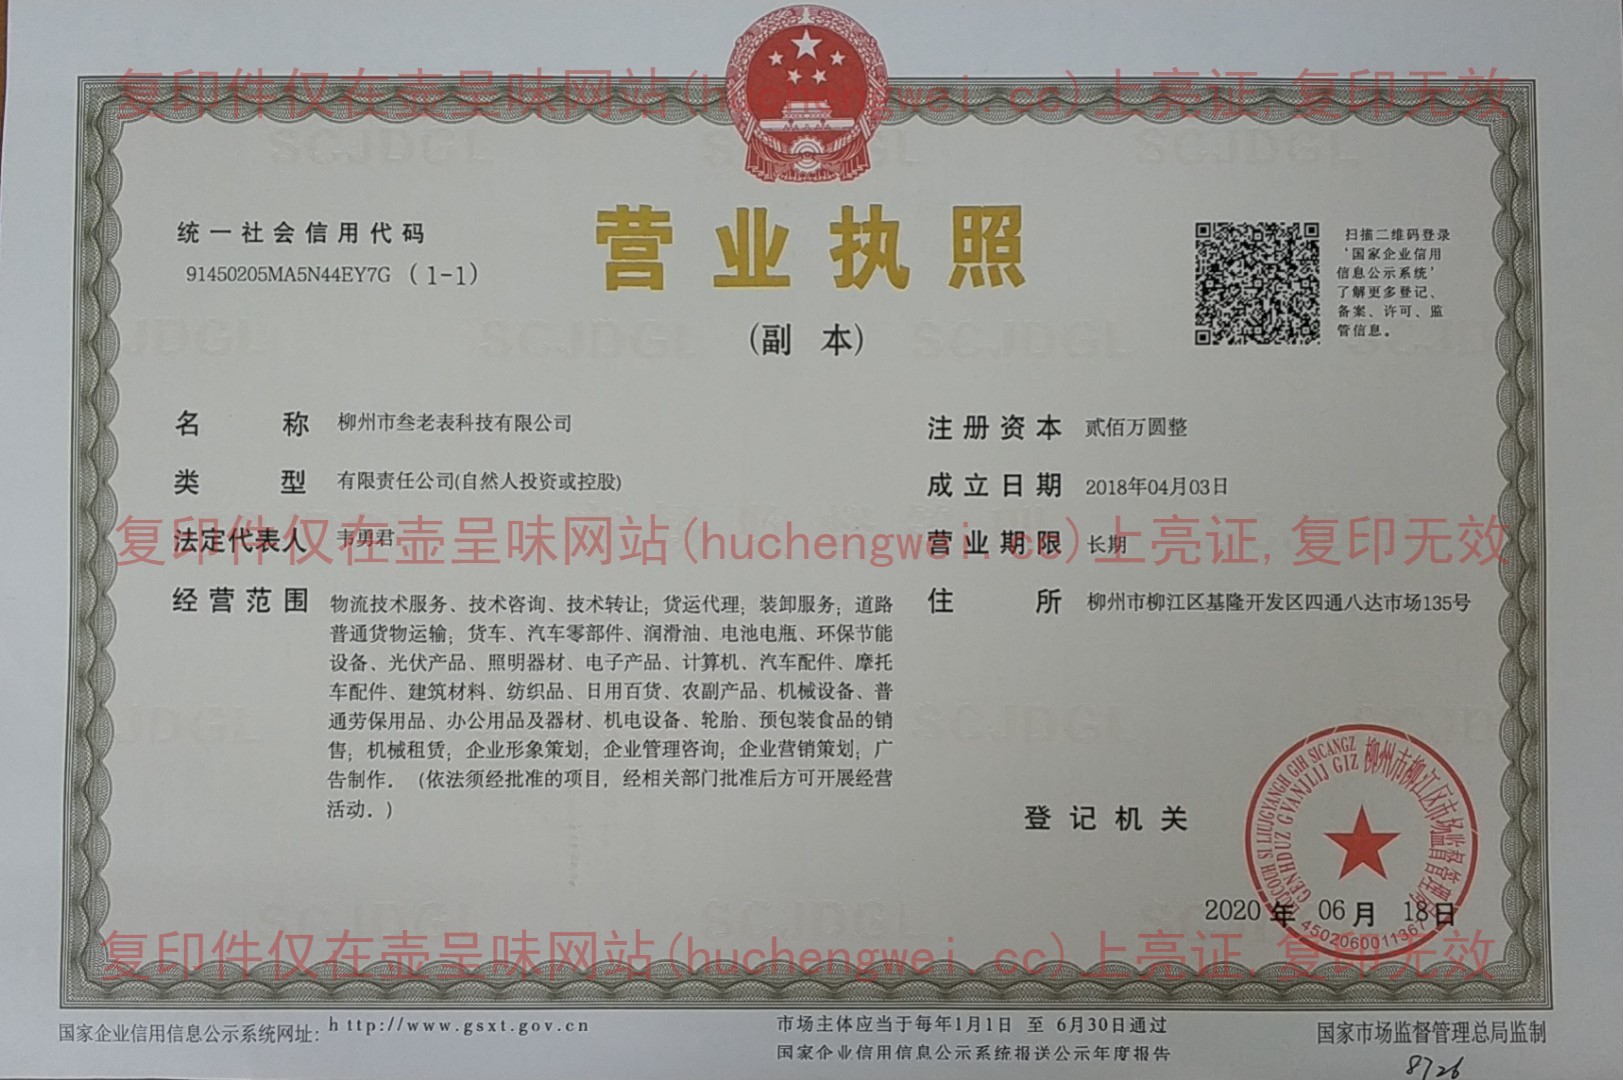 复印件仅在壶呈味网站(huchengwei.cc)上亮证,复印无效
统一社会信用代码
91450205MA5N44EY7G（1-1）
营业执照
(副 本)
扫描二维码登录
‘国家企业信用
信息公示系统’
了解更多登记、
备案、许可、监
管信息。
名 称 柳州市叁老表科技有限公司
类 型 有限责任公司(自然人投资或控股)
法定代表人 韦勇君
经营范围 物流技术服务、技术咨询、技术转让；货运代理；装卸服务；道路
普通货物运输；货车、汽车零部件、润滑油、电池电瓶、环保节能
设备、光伏产品、照明器材、电子产品、计算机、汽车配件、摩托
车配件、建筑材料、纺织品、日用百货、农副产品、机械设备、普
通劳保用品、办公用品及器材、机电设备、轮胎、预包装食品的销
售；机械租赁；企业形象策划；企业管理咨询；企业营销策划；广
告制作。（依法须经批准的项目，经相关部门批准后方可开展经营
活动。）
注册资本 贰佰万圆整
成立日期 2018年04月03日
营业期限 长期
住 所 柳州市柳江区基隆开发区四通八达市场135号
复印件仅在壶呈味网站(huchengwei.cc)上亮证,复印无效
登记机关
柳州市柳江区市场监督管理局
4502060011367
2020年 06月 18日
复印件仅在壶呈味网站(huchengwei.cc)上亮证,复印无效
国家企业信用信息公示系统网址：http://www.gsxt.gov.cn
市场主体应当于每年1月1日 至 6月30日通过
国家企业信用信息公示系统报送公示年度报告
国家市场监督管理总局监制
8726
SCJDGL